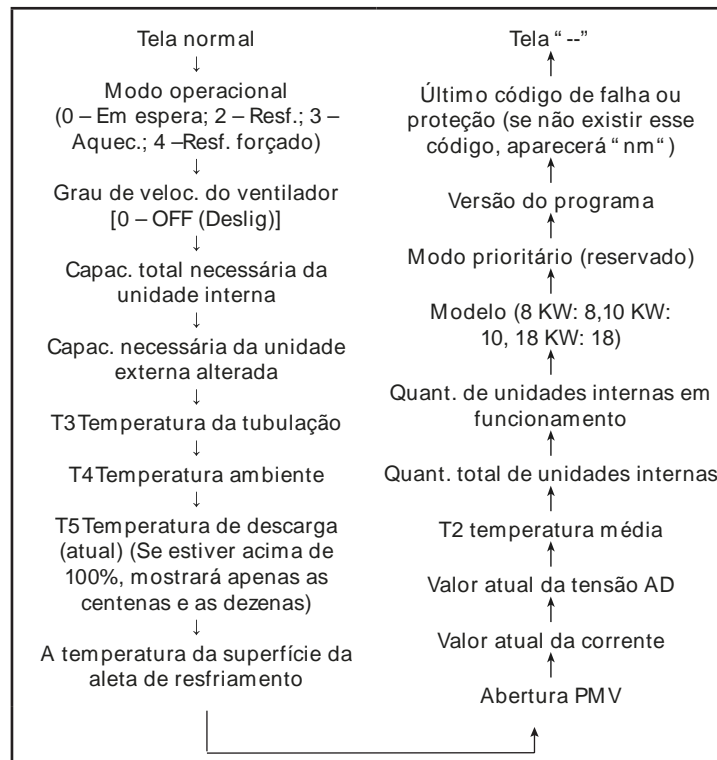 Tela normal
↓
Modo operacional
(0 – Em espera; 2 – Resf.; 3 –
Aquec.; 4 –Resf. forçado)
↓
Grau de veloc. do ventilador
[0 – OFF (Deslig)]
↓
Capac. total necessária da
unidade interna
↓
Capac. necessária da unidade
externa alterada
↓
T3Temperatura da tubulação
↓
T4Temperatura ambiente
↓
T5Temperatura de descarga
(atual) (Se estiver acima de
100%, mostrará apenas as
centenas e as dezenas)
↓
A temperatura da superfície da
aleta de resfriamento
Abertura PMV
Valor atual da corrente
Valor atual da tensão AD
T2 temperatura média
Quant. total de unidades internas
Quant. de unidades internas em
funcionamento
Modelo (8 KW: 8,10 KW:
10, 18 KW: 18)
Modo prioritário (reservado)
Versão do programa
Último código de falha ou
proteção (se não existir esse
código, aparecerá “nm“)
Tela “ --”